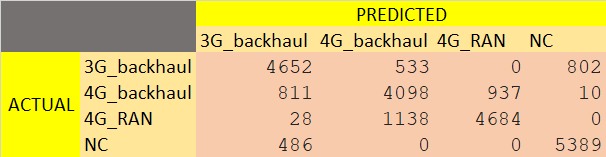 PREDICTED
3G_backhaul 4G_backhaul 4G_RAN NC
3G_backhaul 4652 533 0 802
ACTUAL 4G_backhaul 811 4098 937 10
4G_RAN 28 1138 4684 0
NC 486 0 0 5389